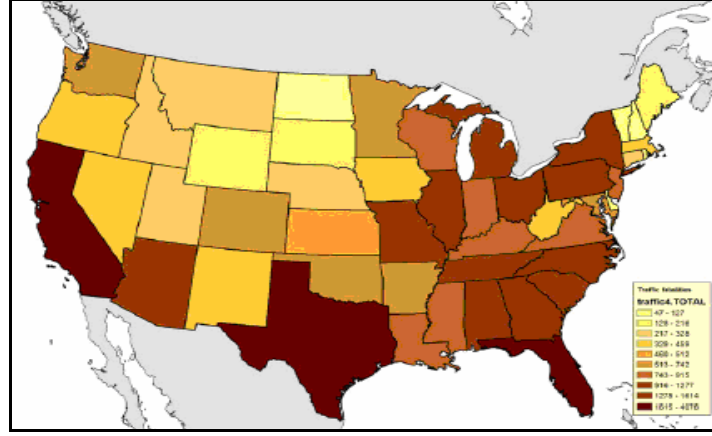 Traffic fatalities
traffic4.TOTAL
47 - 127
128 - 216
217 - 328
329 - 459
460 - 512
513 - 742
743 - 915
916 - 1277
1278 - 1614
1615 - 4078